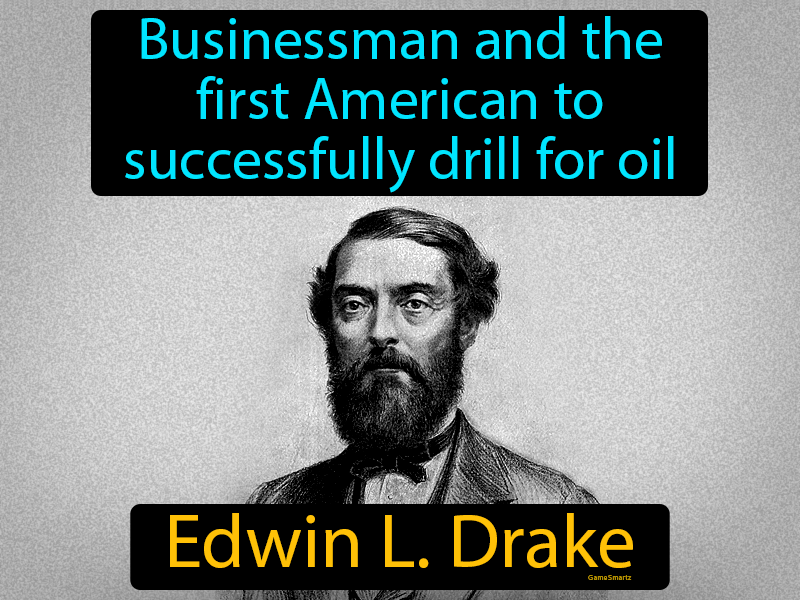 Businessman and the
first American to
successfully drill for oil
Edwin L. Drake
GameSmartz